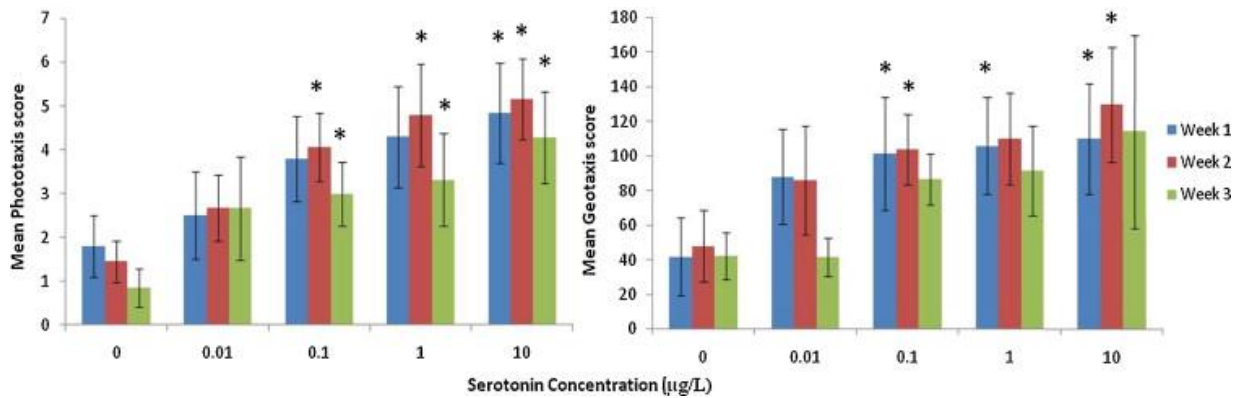 Mean Phototaxis score
7
6
5
4
3
2
1
0
* * * * * * * *
0 0.01 0.1 1 10
Mean Geotaxis score
180
160
140
120
100
80
60
40
20
0
* * * * *
0 0.01 0.1 1 10
Week 1
Week 2
Week 3
Serotonin Concentration (µg/L)